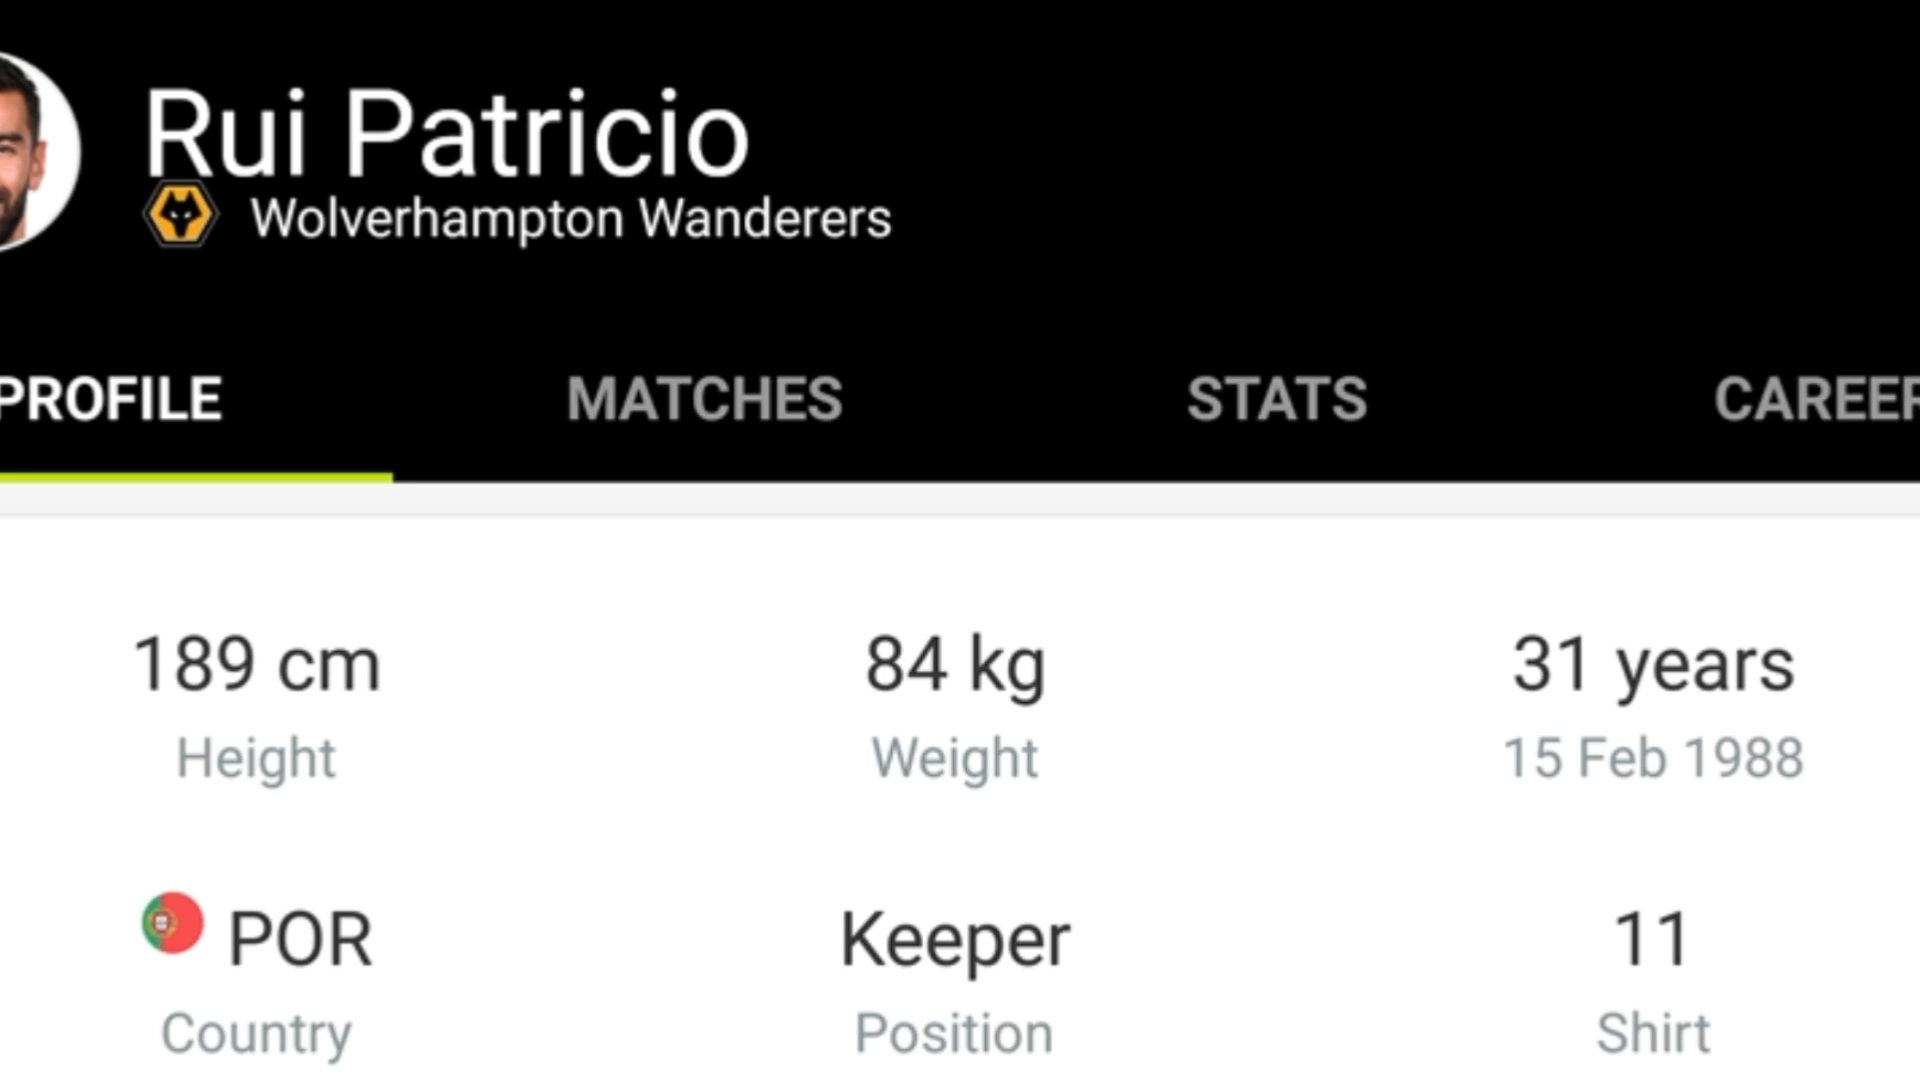 Rui Patricio
Wolverhampton Wanderers
PROFILE MATCHES STATS CAREER
189 cm 84 kg 31 years
Height Weight 15 Feb 1988
POR Keeper 11
Country Position Shirt